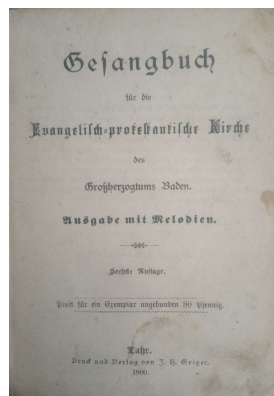 Gesangbuch
für die
Evangelisch-protestantische Kirche
des
Großherzogtums Baden.
Ausgabe mit Melodien.
Sechste Auflage.
Preis für ein Exemplar ungebunden 80 Pfennig.
Lahr.
Druck und Verlag von J. H. Geiger.
1900.